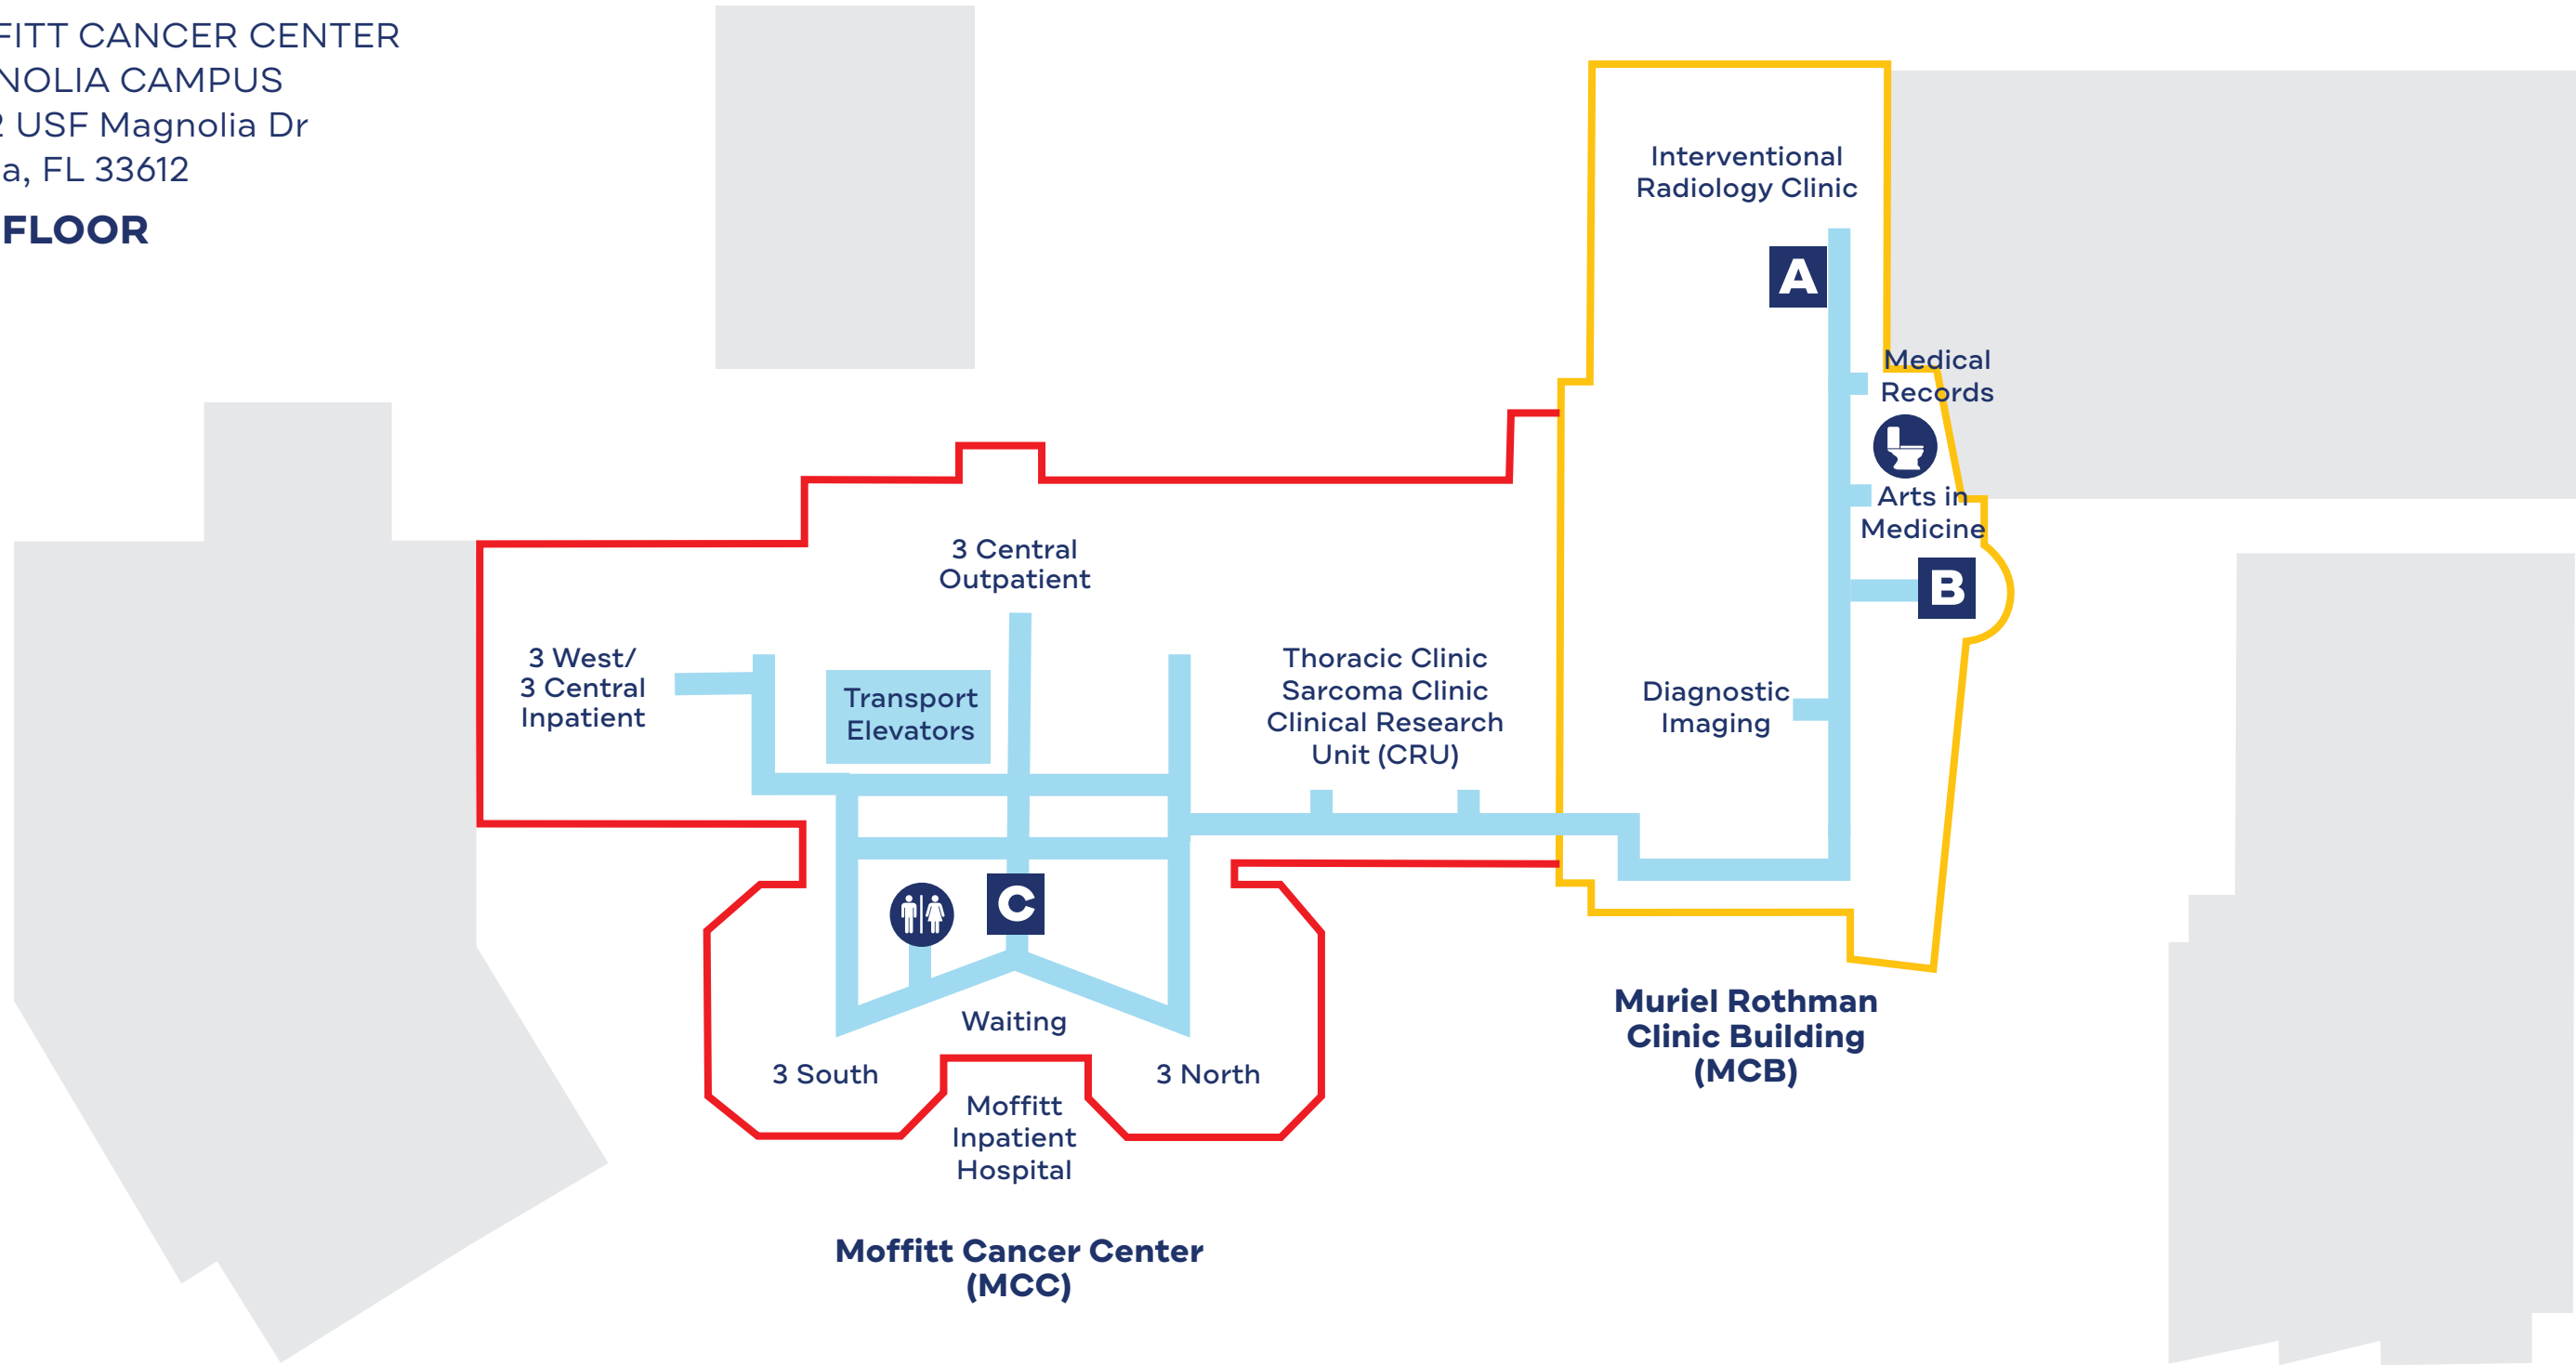 FFITT CANCER CENTER
NOLIA CAMPUS
2 USF Magnolia Dr
a, FL 33612
FLOOR
Interventional
Radiology Clinic
A
Medical
Records
Arts in
Medicine
B
Diagnostic
Imaging
3 Central
Outpatient
3 West/
3 Central
Inpatient
Transport
Elevators
Thoracic Clinic
Sarcoma Clinic
Clinical Research
Unit (CRU)
C
Waiting
3 South
3 North
Moffitt
Inpatient
Hospital
Moffitt Cancer Center
(MCC)
Muriel Rothman
Clinic Building
(MCB)